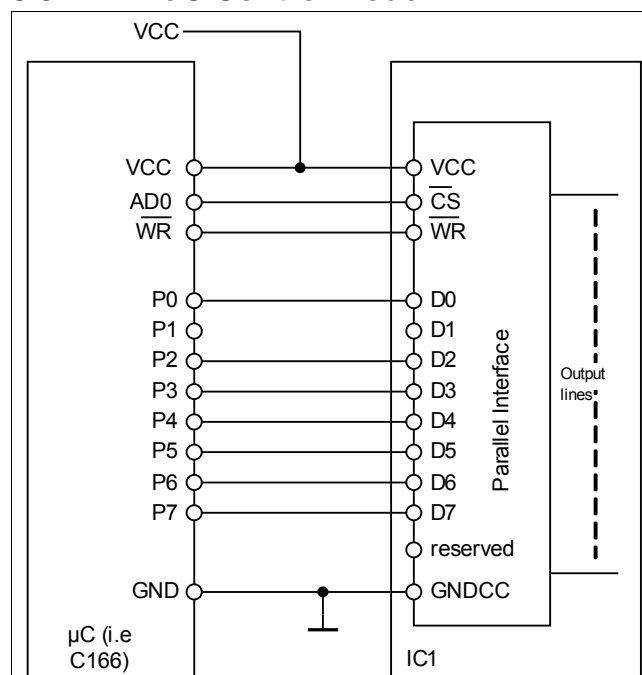 VCC
VCC VCC
AD0 CS
WR WR
P0 D0
P1 D1
P2 D2
P3 D3
P4 D4
P5 D5
P6 D6
P7 D7
reserved
GND GNDCC
Parallel Interface
Output
lines
µC (i.e
C166)
IC1